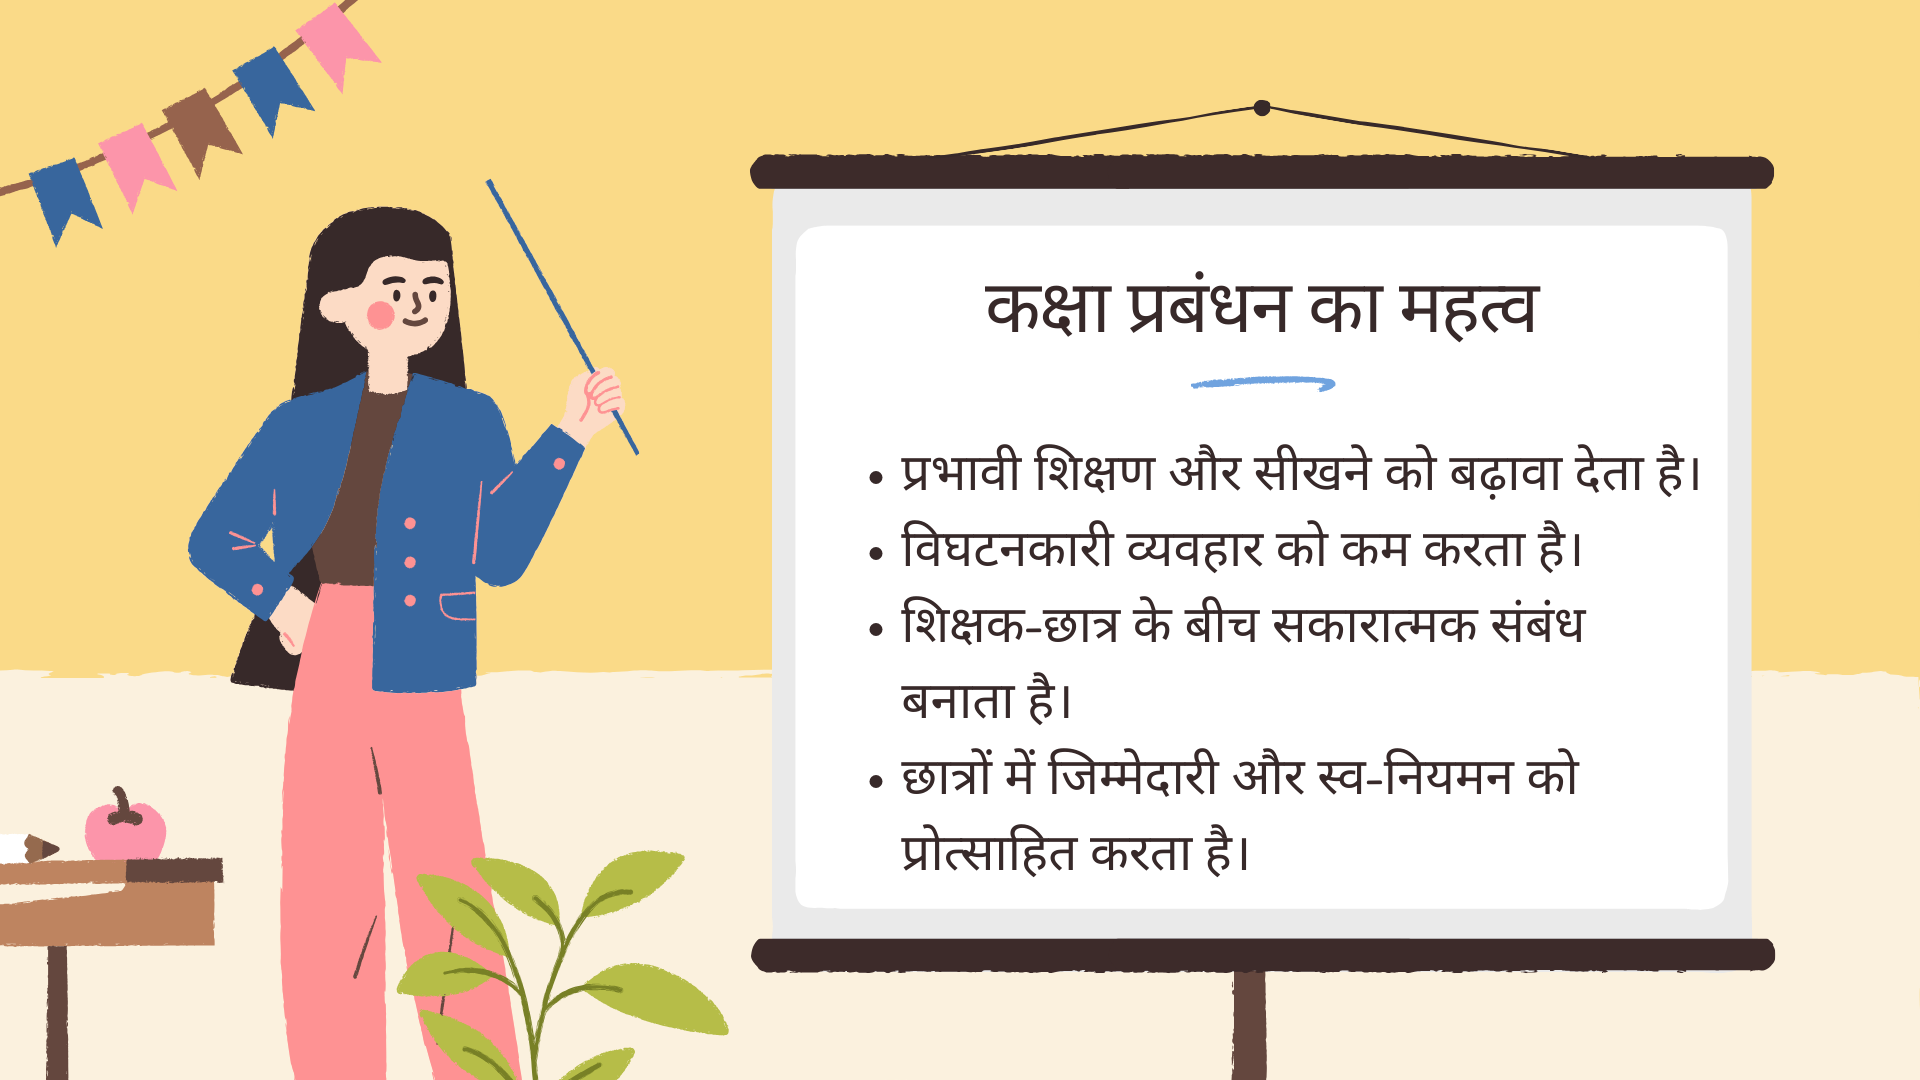 कक्षा प्रबंधन का महत्व
• प्रभावी शिक्षण और सीखने को बढ़ावा देता है।
• विघटनकारी व्यवहार को कम करता है।
• शिक्षक-छात्र के बीच सकारात्मक संबंध
बनाता है।
• छात्रों में जिम्मेदारी और स्व-नियमन को
प्रोत्साहित करता है।